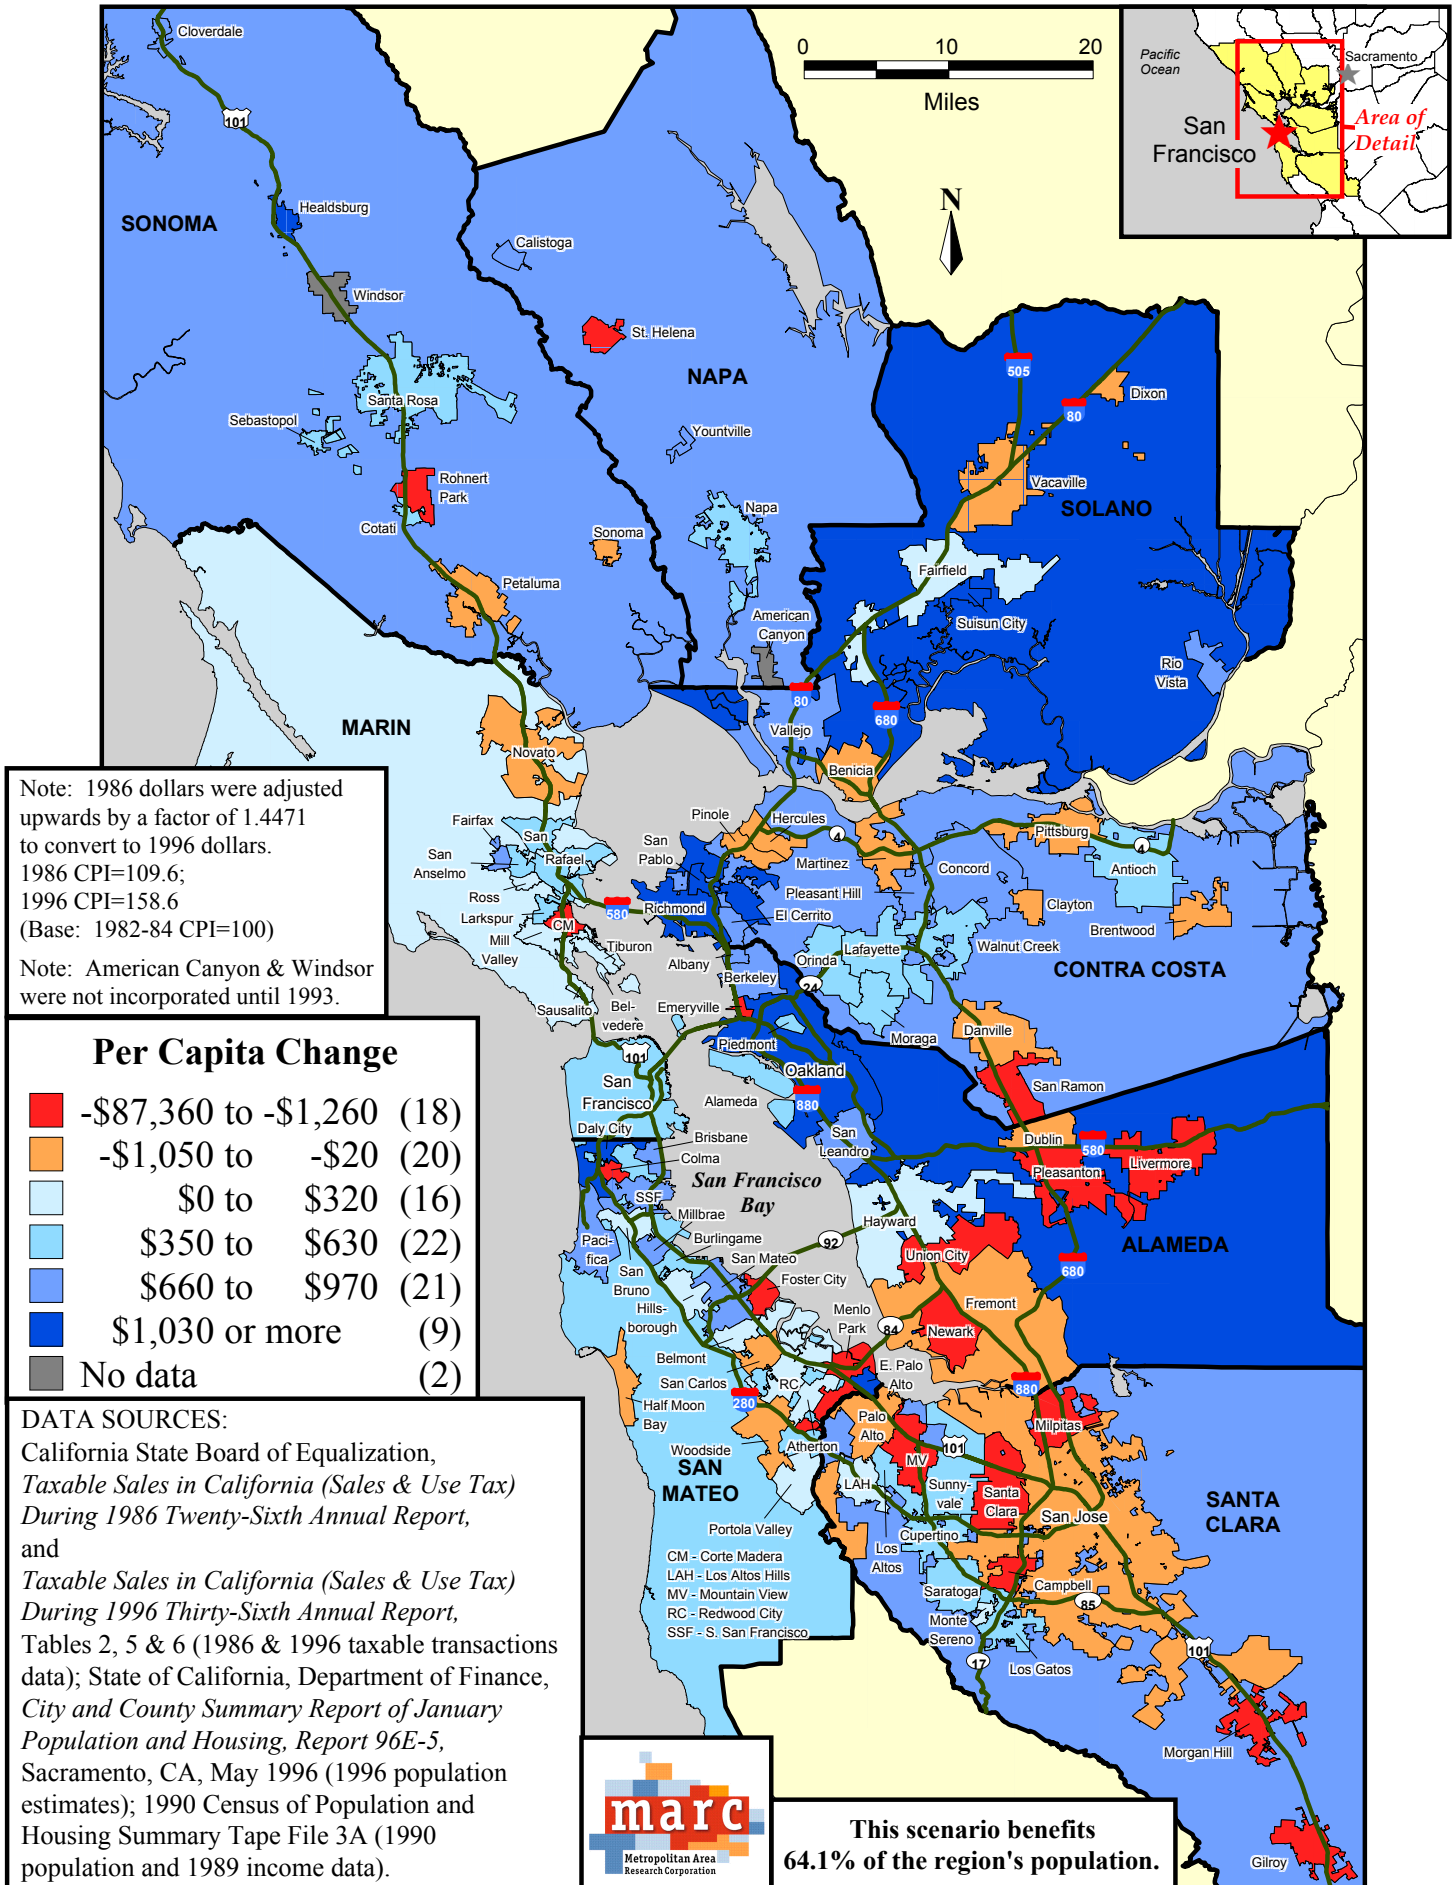 Cloverdale
101
0 10 20
Miles
Pacific
Ocean
Sacramento
San
Francisco
Area of
Detail
N
SONOMA
Healdsburg
Windsor
Calistoga
St. Helena
NAPA
505
80
Dixon
Santa Rosa
Sebastopol
Yountville
Rohnert
Park
Cotati
Vacaville
SOLANO
Napa
Sonoma
Petaluma
Fairfield
American
Canyon
Suisun City
Rio
Vista
80
680
MARIN
Vallejo
Novato
Benicia
Note: 1986 dollars were adjusted
upwards by a factor of 1.4471
to convert to 1996 dollars.
1986 CPI=109.6;
1996 CPI=158.6
(Base: 1982-84 CPI=100)
Note: American Canyon & Windsor
were not incorporated until 1993.
Fairfax
San
Rafael
San
Anselmo
Ross
Larkspur
CM
Mill
Valley
Tiburon
Sausalito
Bel-
vedere
Pinole
Hercules
4
San
Pablo
Martinez
Pittsburg
4
Antioch
Concord
Pleasant Hill
580
Richmond
El Cerrito
Clayton
Brentwood
Albany
Orinda
Lafayette
Walnut Creek
Berkeley
24
CONTRA COSTA
Emeryville
Moraga
Danville
Piedmont
Oakland
San Ramon
101
San
Francisco
Alameda
880
Daly City
Brisbane
Colma
San
Leandro
Dublin
580
Pleasanton
Livermore
San Francisco
Bay
SSF
Millbrae
Hayward
Burlingame
92
Paci-
fica
San Mateo
Union City
ALAMEDA
San
Bruno
Foster City
680
Hills-
borough
Menlo
Park
84
Fremont
Newark
Belmont
E. Palo
Alto
San Carlos
RC
280
880
Half Moon
Bay
Palo
Alto
Milpitas
Woodside
Atherton
101
MV
SAN
MATEO
LAH
Sunny-
vale
Santa
Clara
San Jose
SANTA
CLARA
Portola Valley
Cupertino
Los
Altos
Saratoga
Campbell
85
Monte
Sereno
17
Los Gatos
101
Morgan Hill
Gilroy
CM - Corte Madera
LAH - Los Altos Hills
MV - Mountain View
RC - Redwood City
SSF - S. San Francisco
Per Capita Change
-$87,360 to -$1,260 (18)
-$1,050 to -$20 (20)
$0 to $320 (16)
$350 to $630 (22)
$660 to $970 (21)
$1,030 or more (9)
No data (2)
DATA SOURCES:
California State Board of Equalization,
Taxable Sales in California (Sales & Use Tax)
During 1986 Twenty-Sixth Annual Report,
and
Taxable Sales in California (Sales & Use Tax)
During 1996 Thirty-Sixth Annual Report,
Tables 2, 5 & 6 (1986 & 1996 taxable transactions
data); State of California, Department of Finance,
City and County Summary Report of January
Population and Housing, Report 96E-5,
Sacramento, CA, May 1996 (1996 population
estimates); 1990 Census of Population and
Housing Summary Tape File 3A (1990
population and 1989 income data).
marc
Metropolitan Area
Research Corporation
This scenario benefits
64.1% of the region's population.